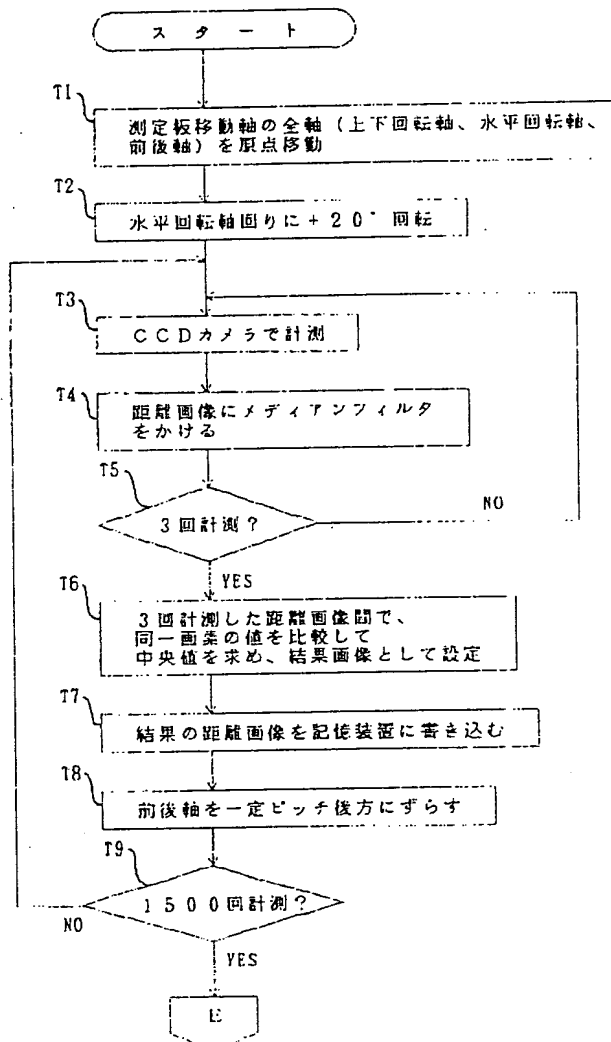 スタート
T1
測定板移動軸の全軸（上下回転軸、水平回転軸、
前後軸）を原点移動
T2
水平回転軸回りに+20°回転
T3
CCDカメラで計測
T4
距離画像にメディアンフィルタ
をかける
T5
3回計測？
NO
YES
T6
3回計測した距離画像間で、
同一画素の値を比較して
中央値を求め、結果画像として設定
T7
結果の距離画像を記憶装置に書き込む
T8
前後軸を一定ピッチ後方にずらす
T9
1500回計測？
NO
YES
E